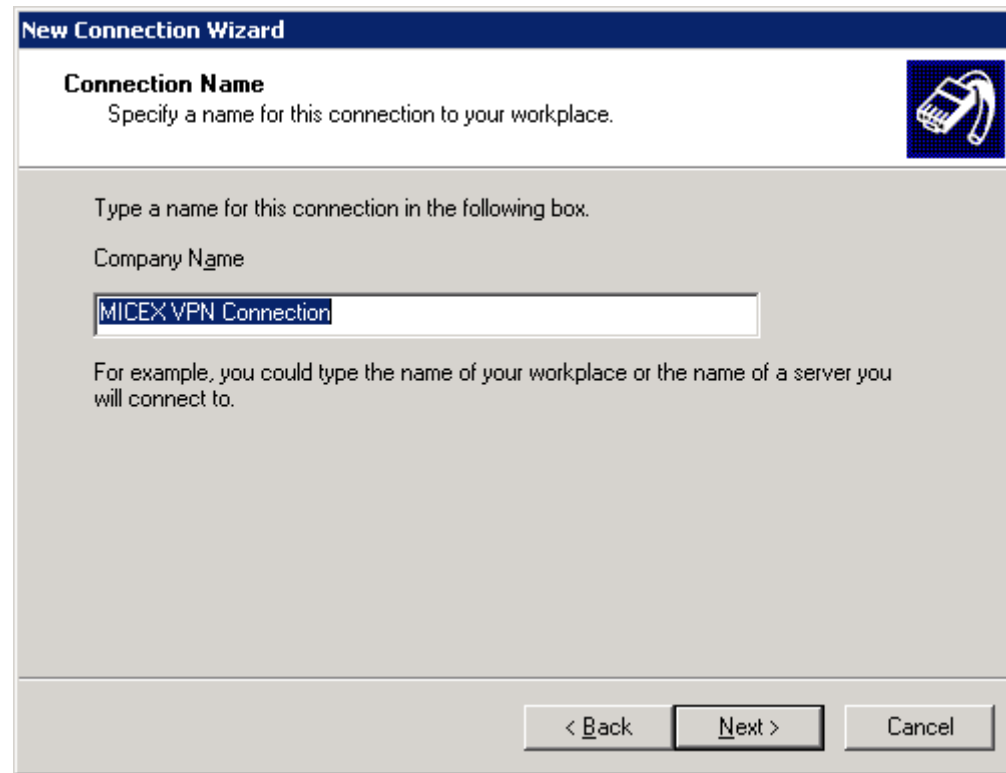 New Connection Wizard
Connection Name
Specify a name for this connection to your workplace.
Type a name for this connection in the following box.
Company Name
MICEX VPN Connection
For example, you could type the name of your workplace or the name of a server you
will connect to.
< Back
Next >
Cancel